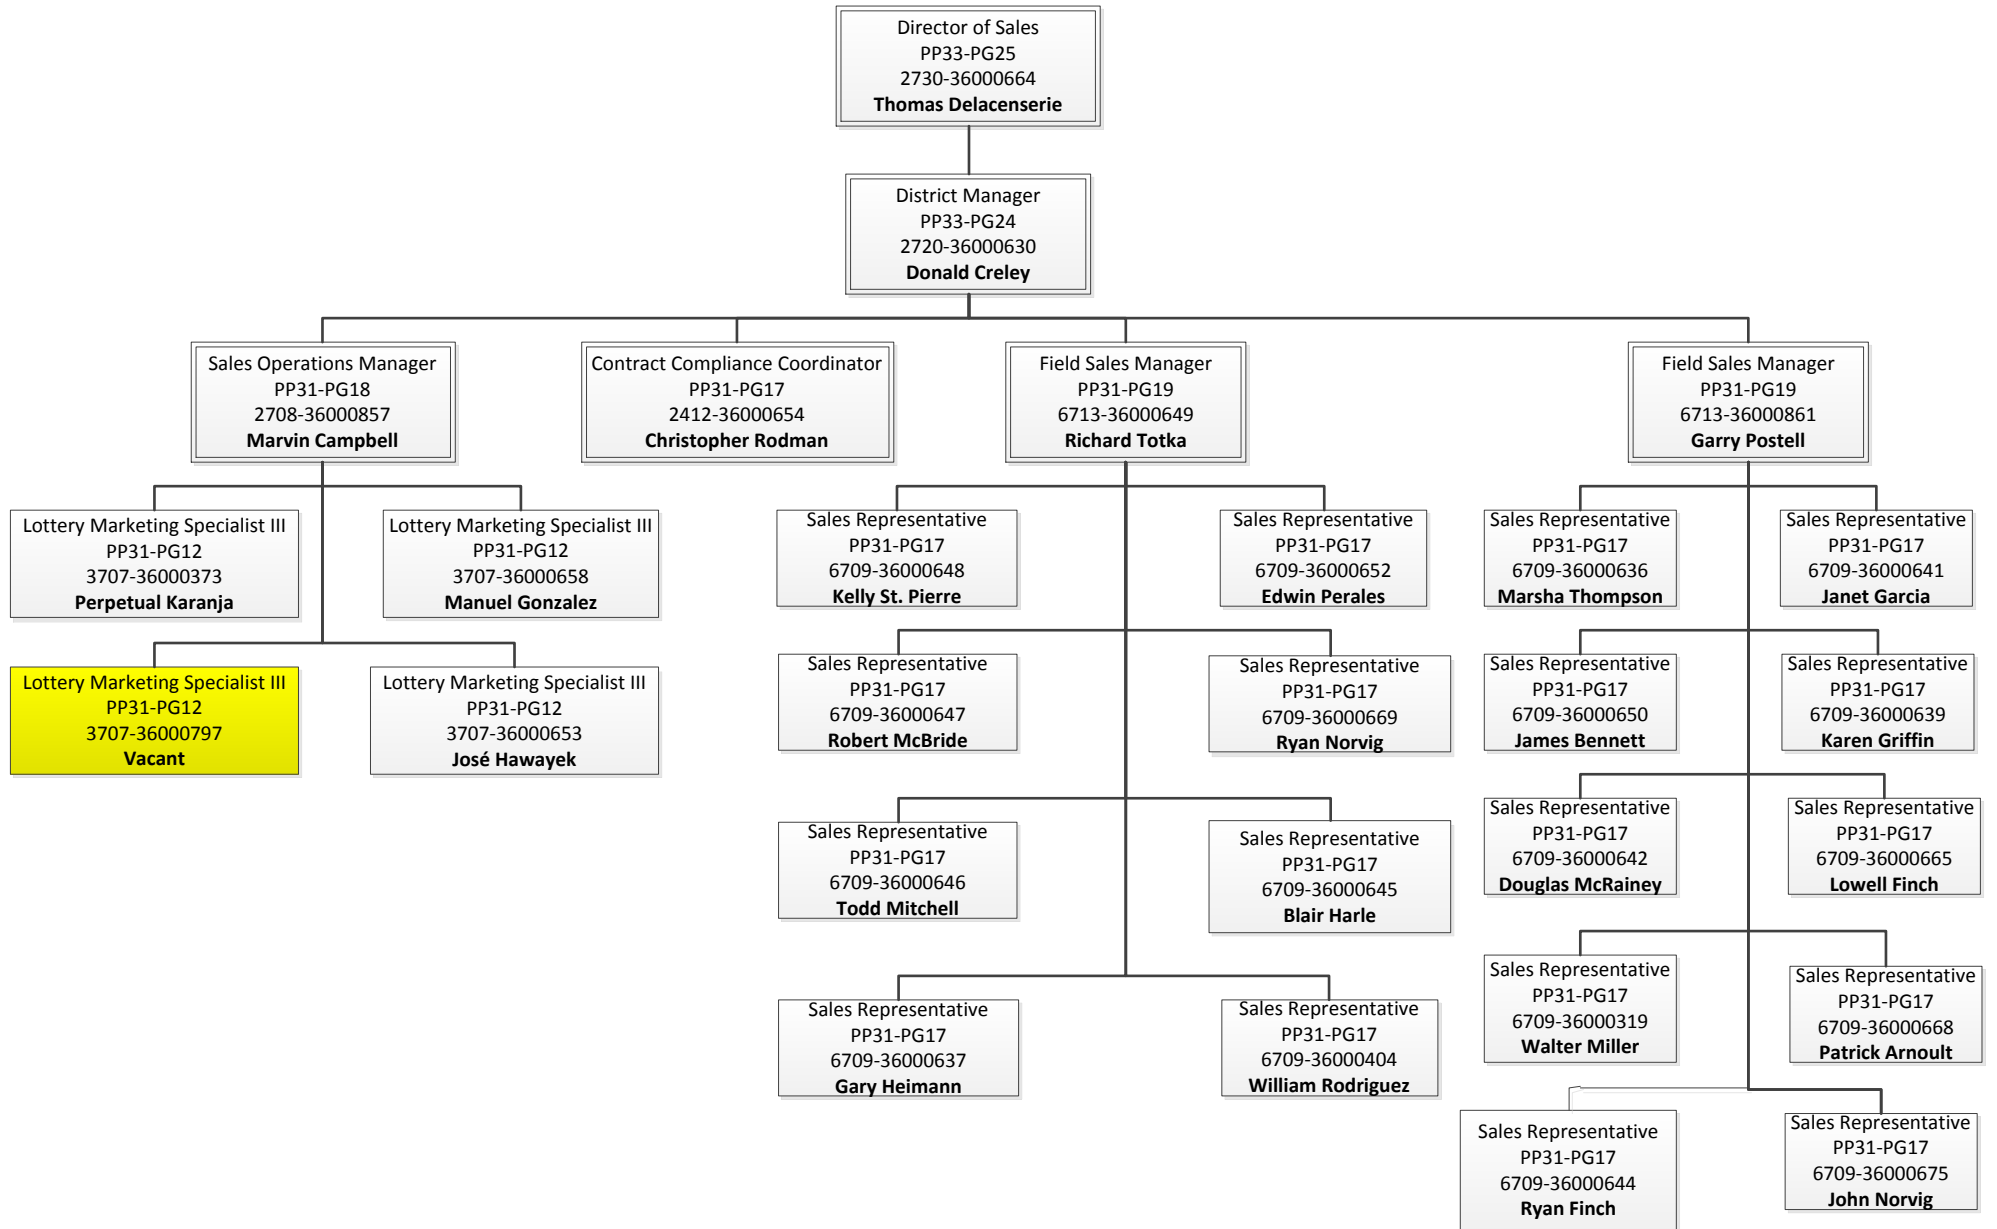 Director of Sales
PP33-PG25
2730-36000664
Thomas Delacenserie
District Manager
PP33-PG24
2720-36000630
Donald Creley
Sales Operations Manager
PP31-PG18
2708-36000857
Marvin Campbell
Contract Compliance Coordinator
PP31-PG17
2412-36000654
Christopher Rodman
Field Sales Manager
PP31-PG19
6713-36000649
Richard Totka
Field Sales Manager
PP31-PG19
6713-36000861
Garry Postell
Lottery Marketing Specialist III
PP31-PG12
3707-36000373
Perpetual Karanja
Lottery Marketing Specialist III
PP31-PG12
3707-36000658
Manuel Gonzalez
Lottery Marketing Specialist III
PP31-PG12
3707-36000797
Vacant
Lottery Marketing Specialist III
PP31-PG12
3707-36000653
José Hawayek
Sales Representative
PP31-PG17
6709-36000648
Kelly St. Pierre
Sales Representative
PP31-PG17
6709-36000652
Edwin Perales
Sales Representative
PP31-PG17
6709-36000647
Robert McBride
Sales Representative
PP31-PG17
6709-36000669
Ryan Norvig
Sales Representative
PP31-PG17
6709-36000646
Todd Mitchell
Sales Representative
PP31-PG17
6709-36000645
Blair Harle
Sales Representative
PP31-PG17
6709-36000637
Gary Heimann
Sales Representative
PP31-PG17
6709-36000404
William Rodriguez
Sales Representative
PP31-PG17
6709-36000636
Marsha Thompson
Sales Representative
PP31-PG17
6709-36000641
Janet Garcia
Sales Representative
PP31-PG17
6709-36000650
James Bennett
Sales Representative
PP31-PG17
6709-36000639
Karen Griffin
Sales Representative
PP31-PG17
6709-36000642
Douglas McRainey
Sales Representative
PP31-PG17
6709-36000665
Lowell Finch
Sales Representative
PP31-PG17
6709-36000319
Walter Miller
Sales Representative
PP31-PG17
6709-36000668
Patrick Arnoult
Sales Representative
PP31-PG17
6709-36000644
Ryan Finch
Sales Representative
PP31-PG17
6709-36000675
John Norvig